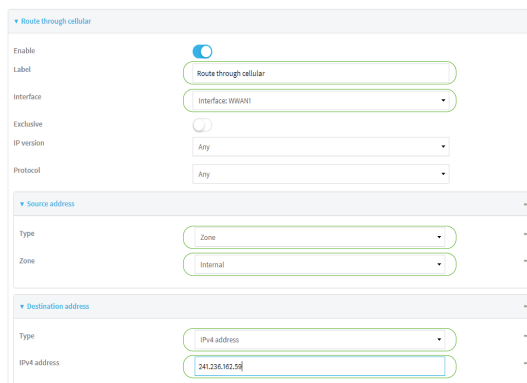 Route through cellular
Enable
Label
Route through cellular
Interface
Interface: WWAN1
Exclusive
IP version
Any
Protocol
Any
Source address
Type
Zone
Zone
Internal
Destination address
Type
IPv4 address
IPv4 address
241.236.162.59